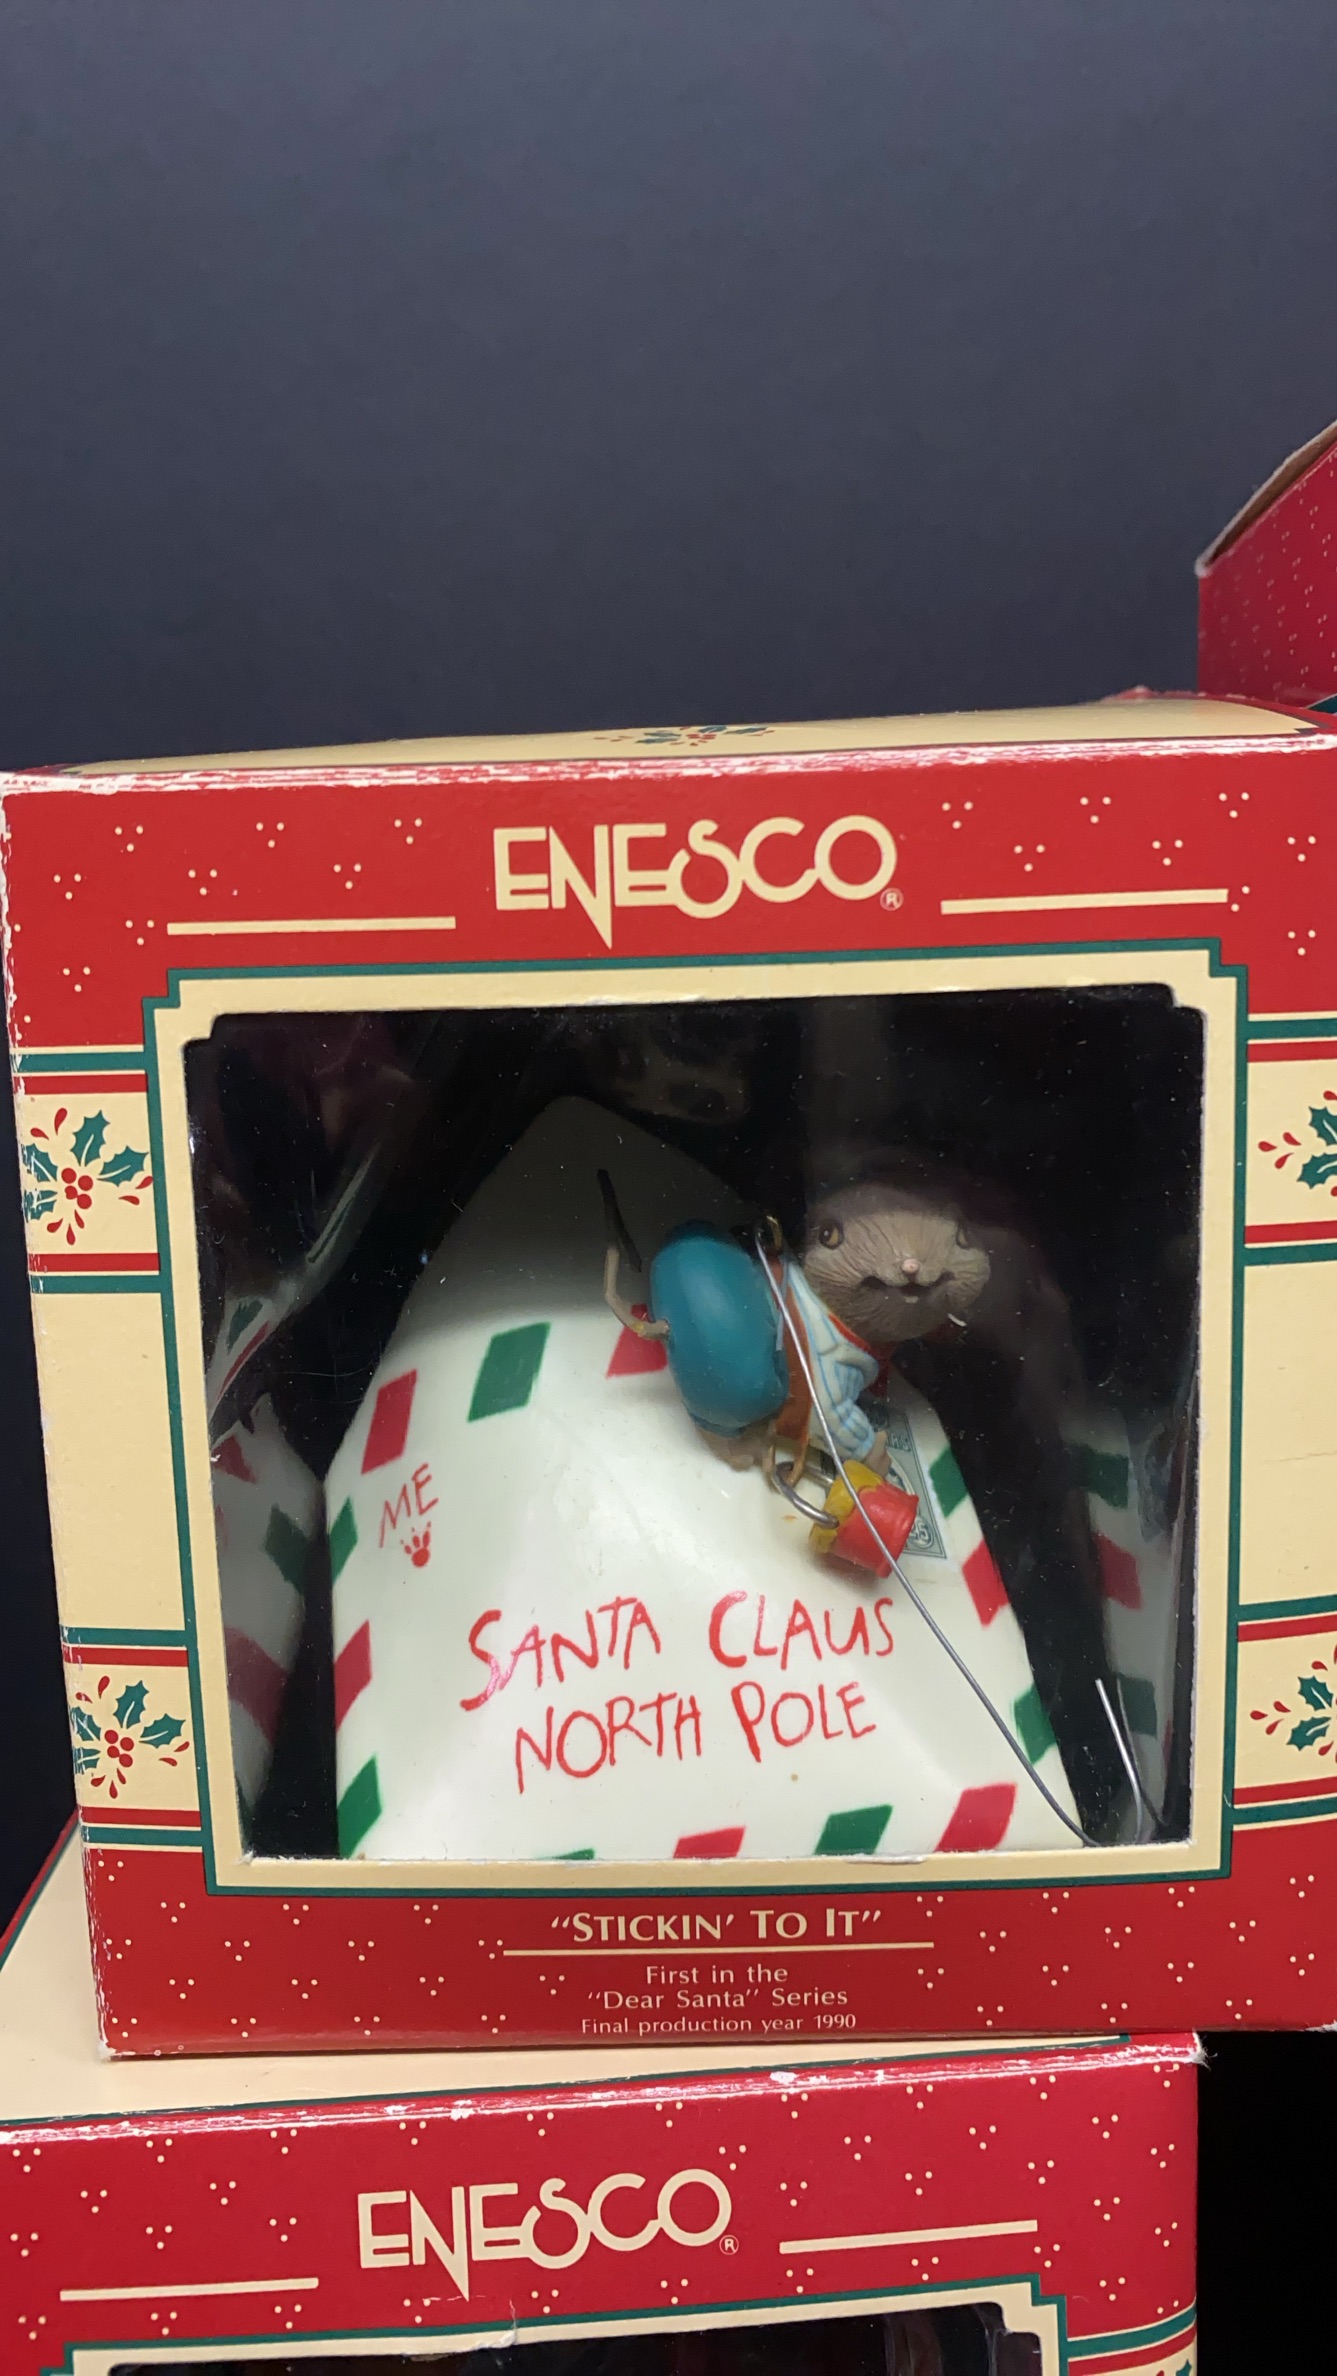 ENESCO®
ME
SANTA CLAUS
NORTH POLE
"STICKIN' TO IT"
First in the
"Dear Santa" Series
Final production year 1990
ENESCO®